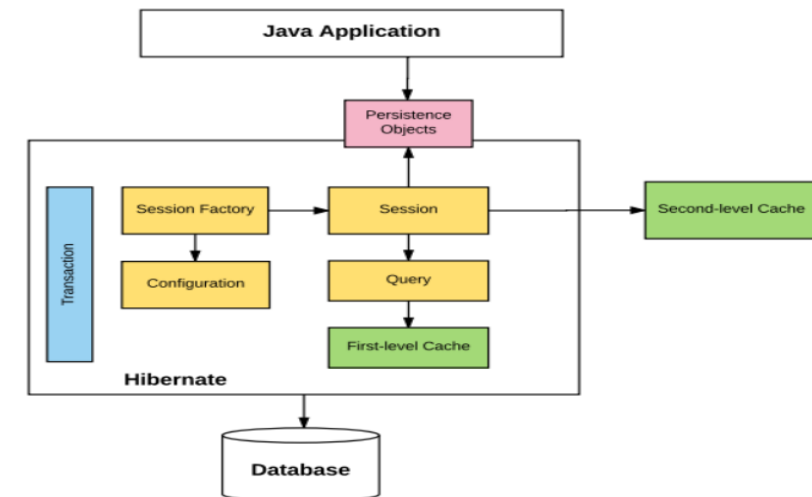 Java Application
Persistence
Objects
Session Factory
Session
Second-level Cache
Transaction
Configuration
Query
First-level Cache
Hibernate
Database